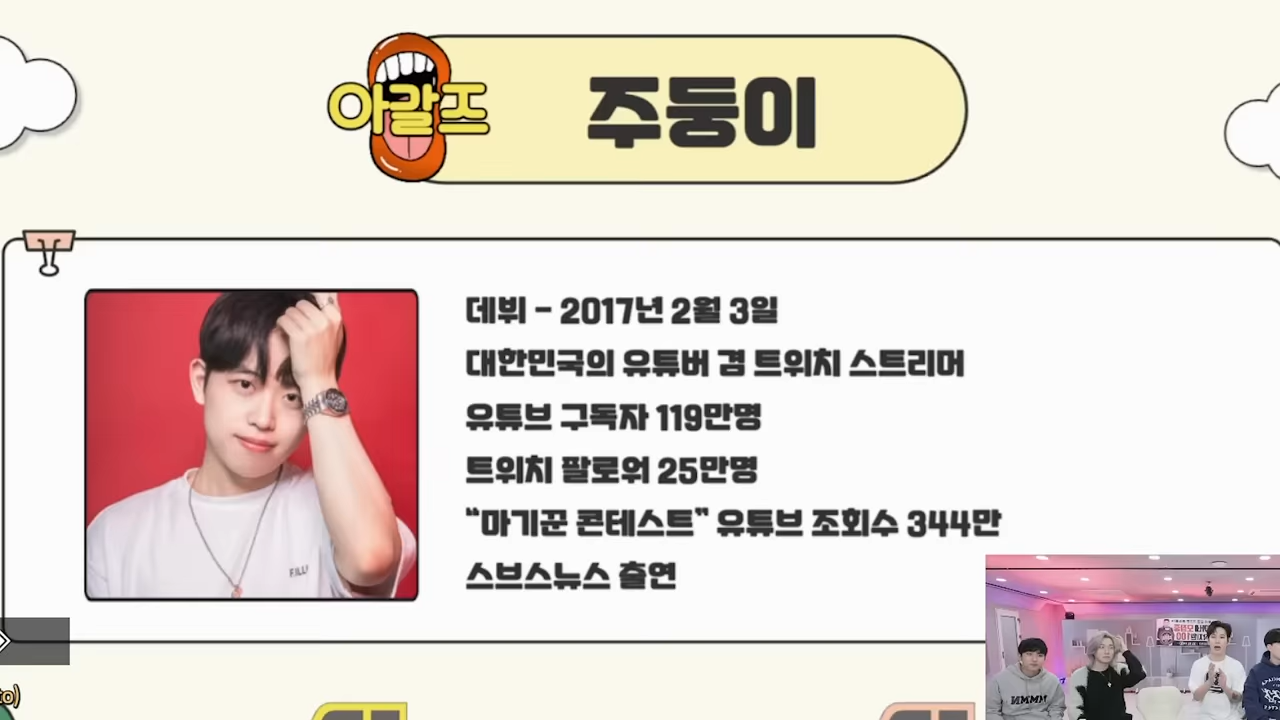 아갈즈
주둥이
데뷔 - 2017년 2월 3일
대한민국의 유튜버 겸 트위치 스트리머
유튜브 구독자 119만명
트위치 팔로워 25만명
“마기꾼 콘테스트” 유튜브 조회수 344만
스브스뉴스 출연
FILLU
MMMM
to)